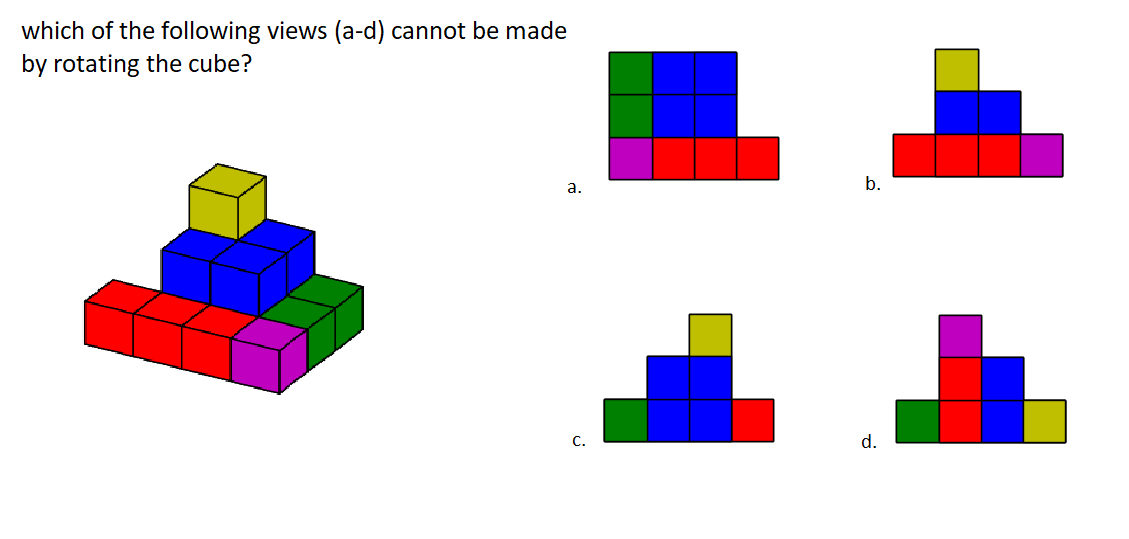 which of the following views (a-d) cannot be made
by rotating the cube?
a.
b.
c.
d.